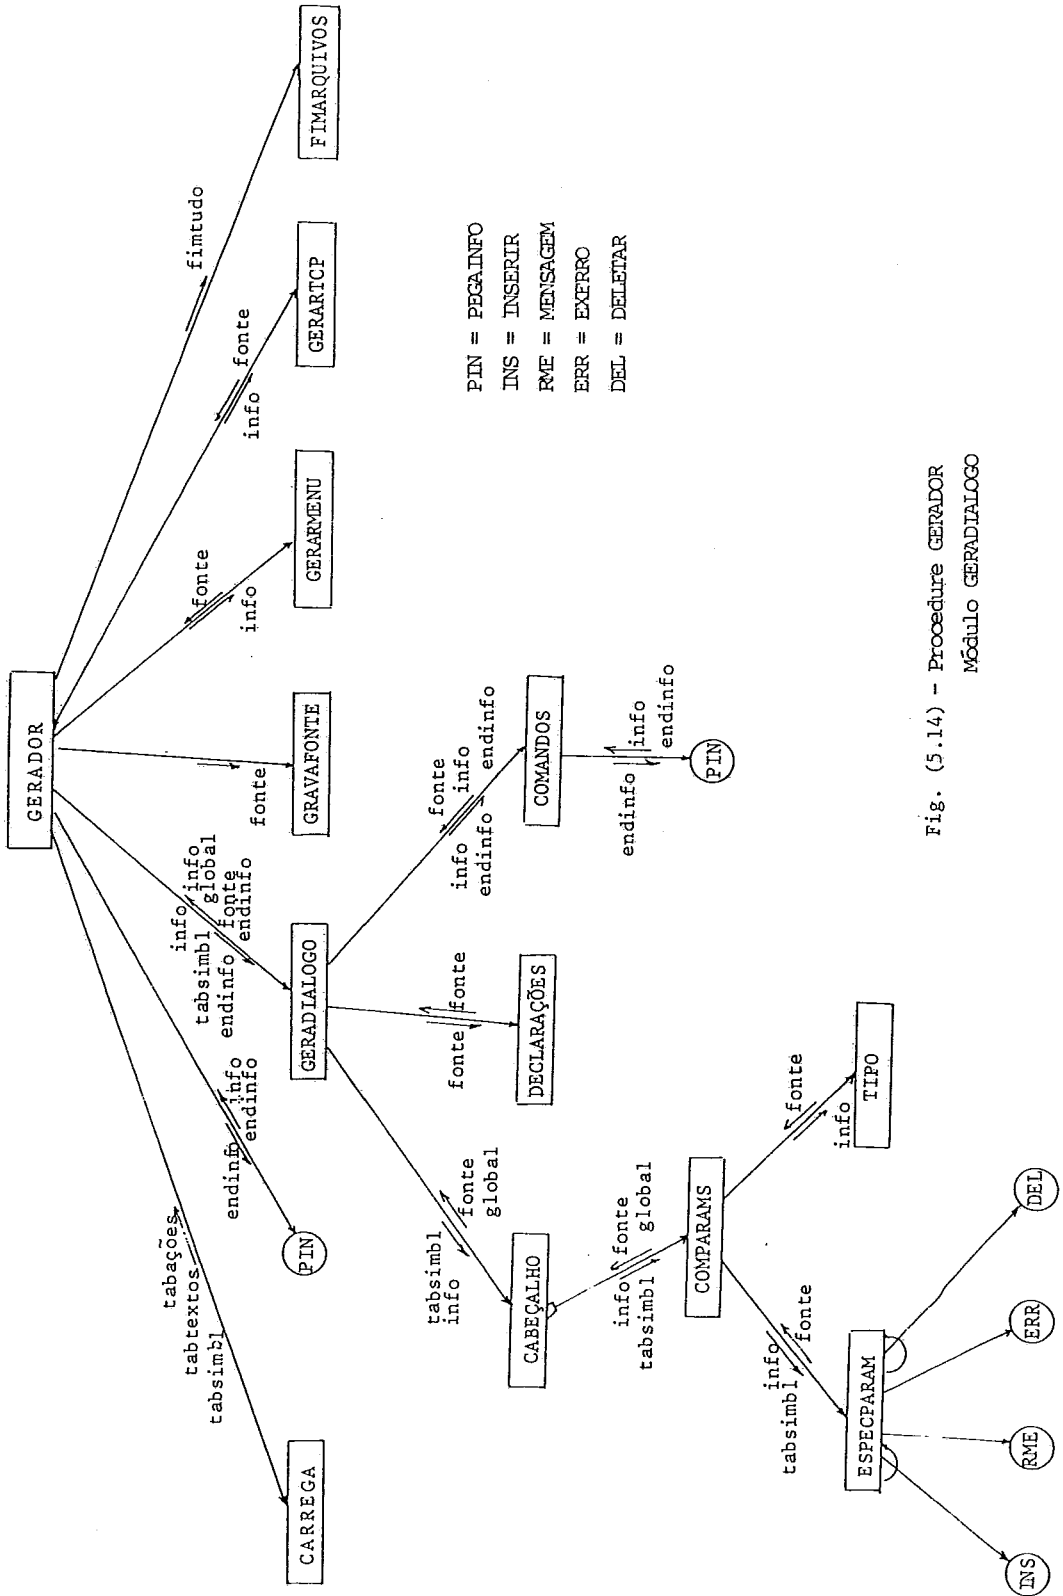 GERADOR
tabações
tabtextos
tabsimbl
endinfo
info
endinfo
info
tabsimbl
endinfo
info
global
fonte
endinfo
fonte
fonte
info
fonte
info
fimtudo
CARREGA
PIN
GERADIALOGO
GRAVAFONTE
GERARMENU
GERARTCP
FIMARQUIVOS
tabsimbl
info
fonte
global
fonte
fonte
info
endinfo
fonte
info
endinfo
CABEÇALHO
DECLARAÇÕES
COMANDOS
info
tabsimbl
fonte
global
endinfo
info
endinfo
COMPARAMS
PIN
info
tabsimbl
fonte
fonte
info
ESPECPARAM
TIPO
INS
RME
ERR
DEL
PIN = PEGAINFO
INS = INSERIR
RME = MENSAGEM
ERR = EXERRO
DEL = DELETAR
Fig. (5.14) - Procedure GERADOR
Módulo GERADIALOGO